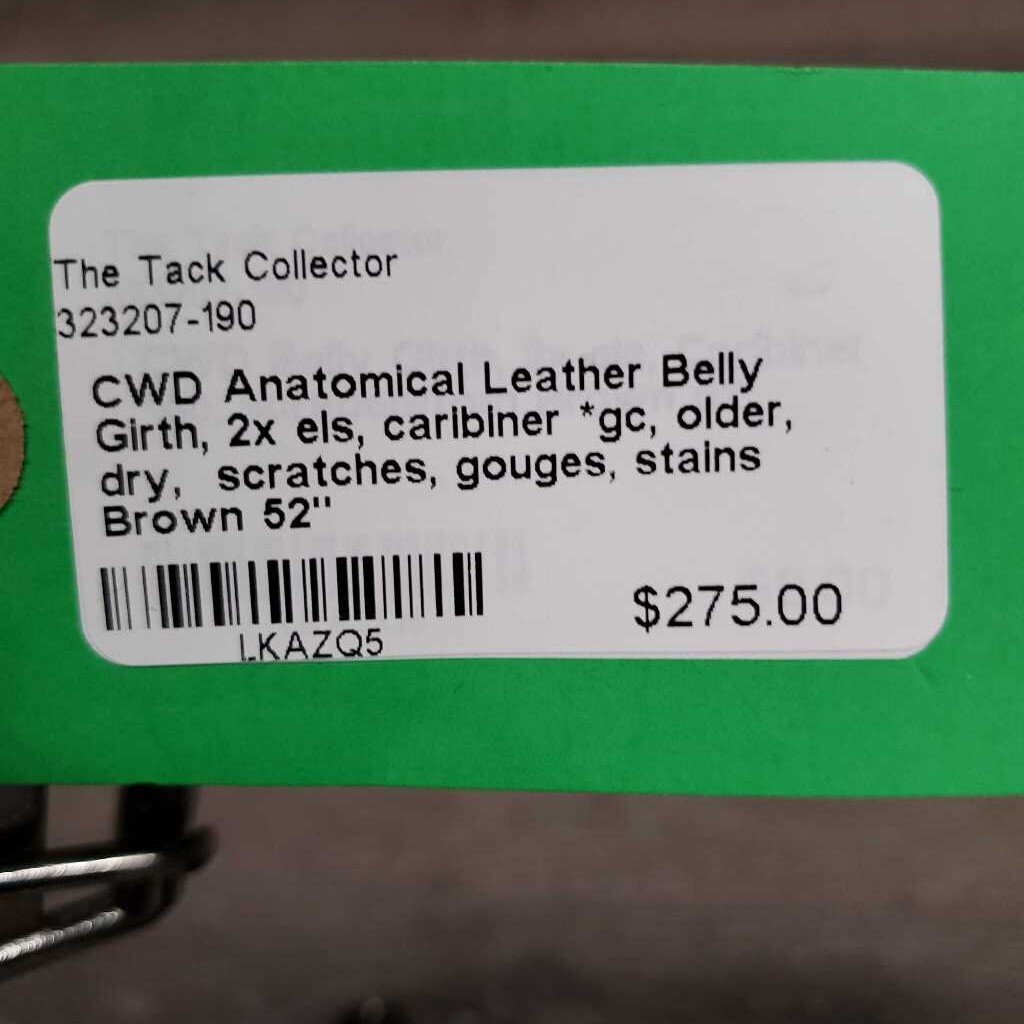 The Tack Collector
323207-190
CWD Anatomical Leather Belly
Girth, 2x els, caribiner *gc, older,
dry, scratches, gouges, stains
Brown 52"
$275.00
LKAZQ5